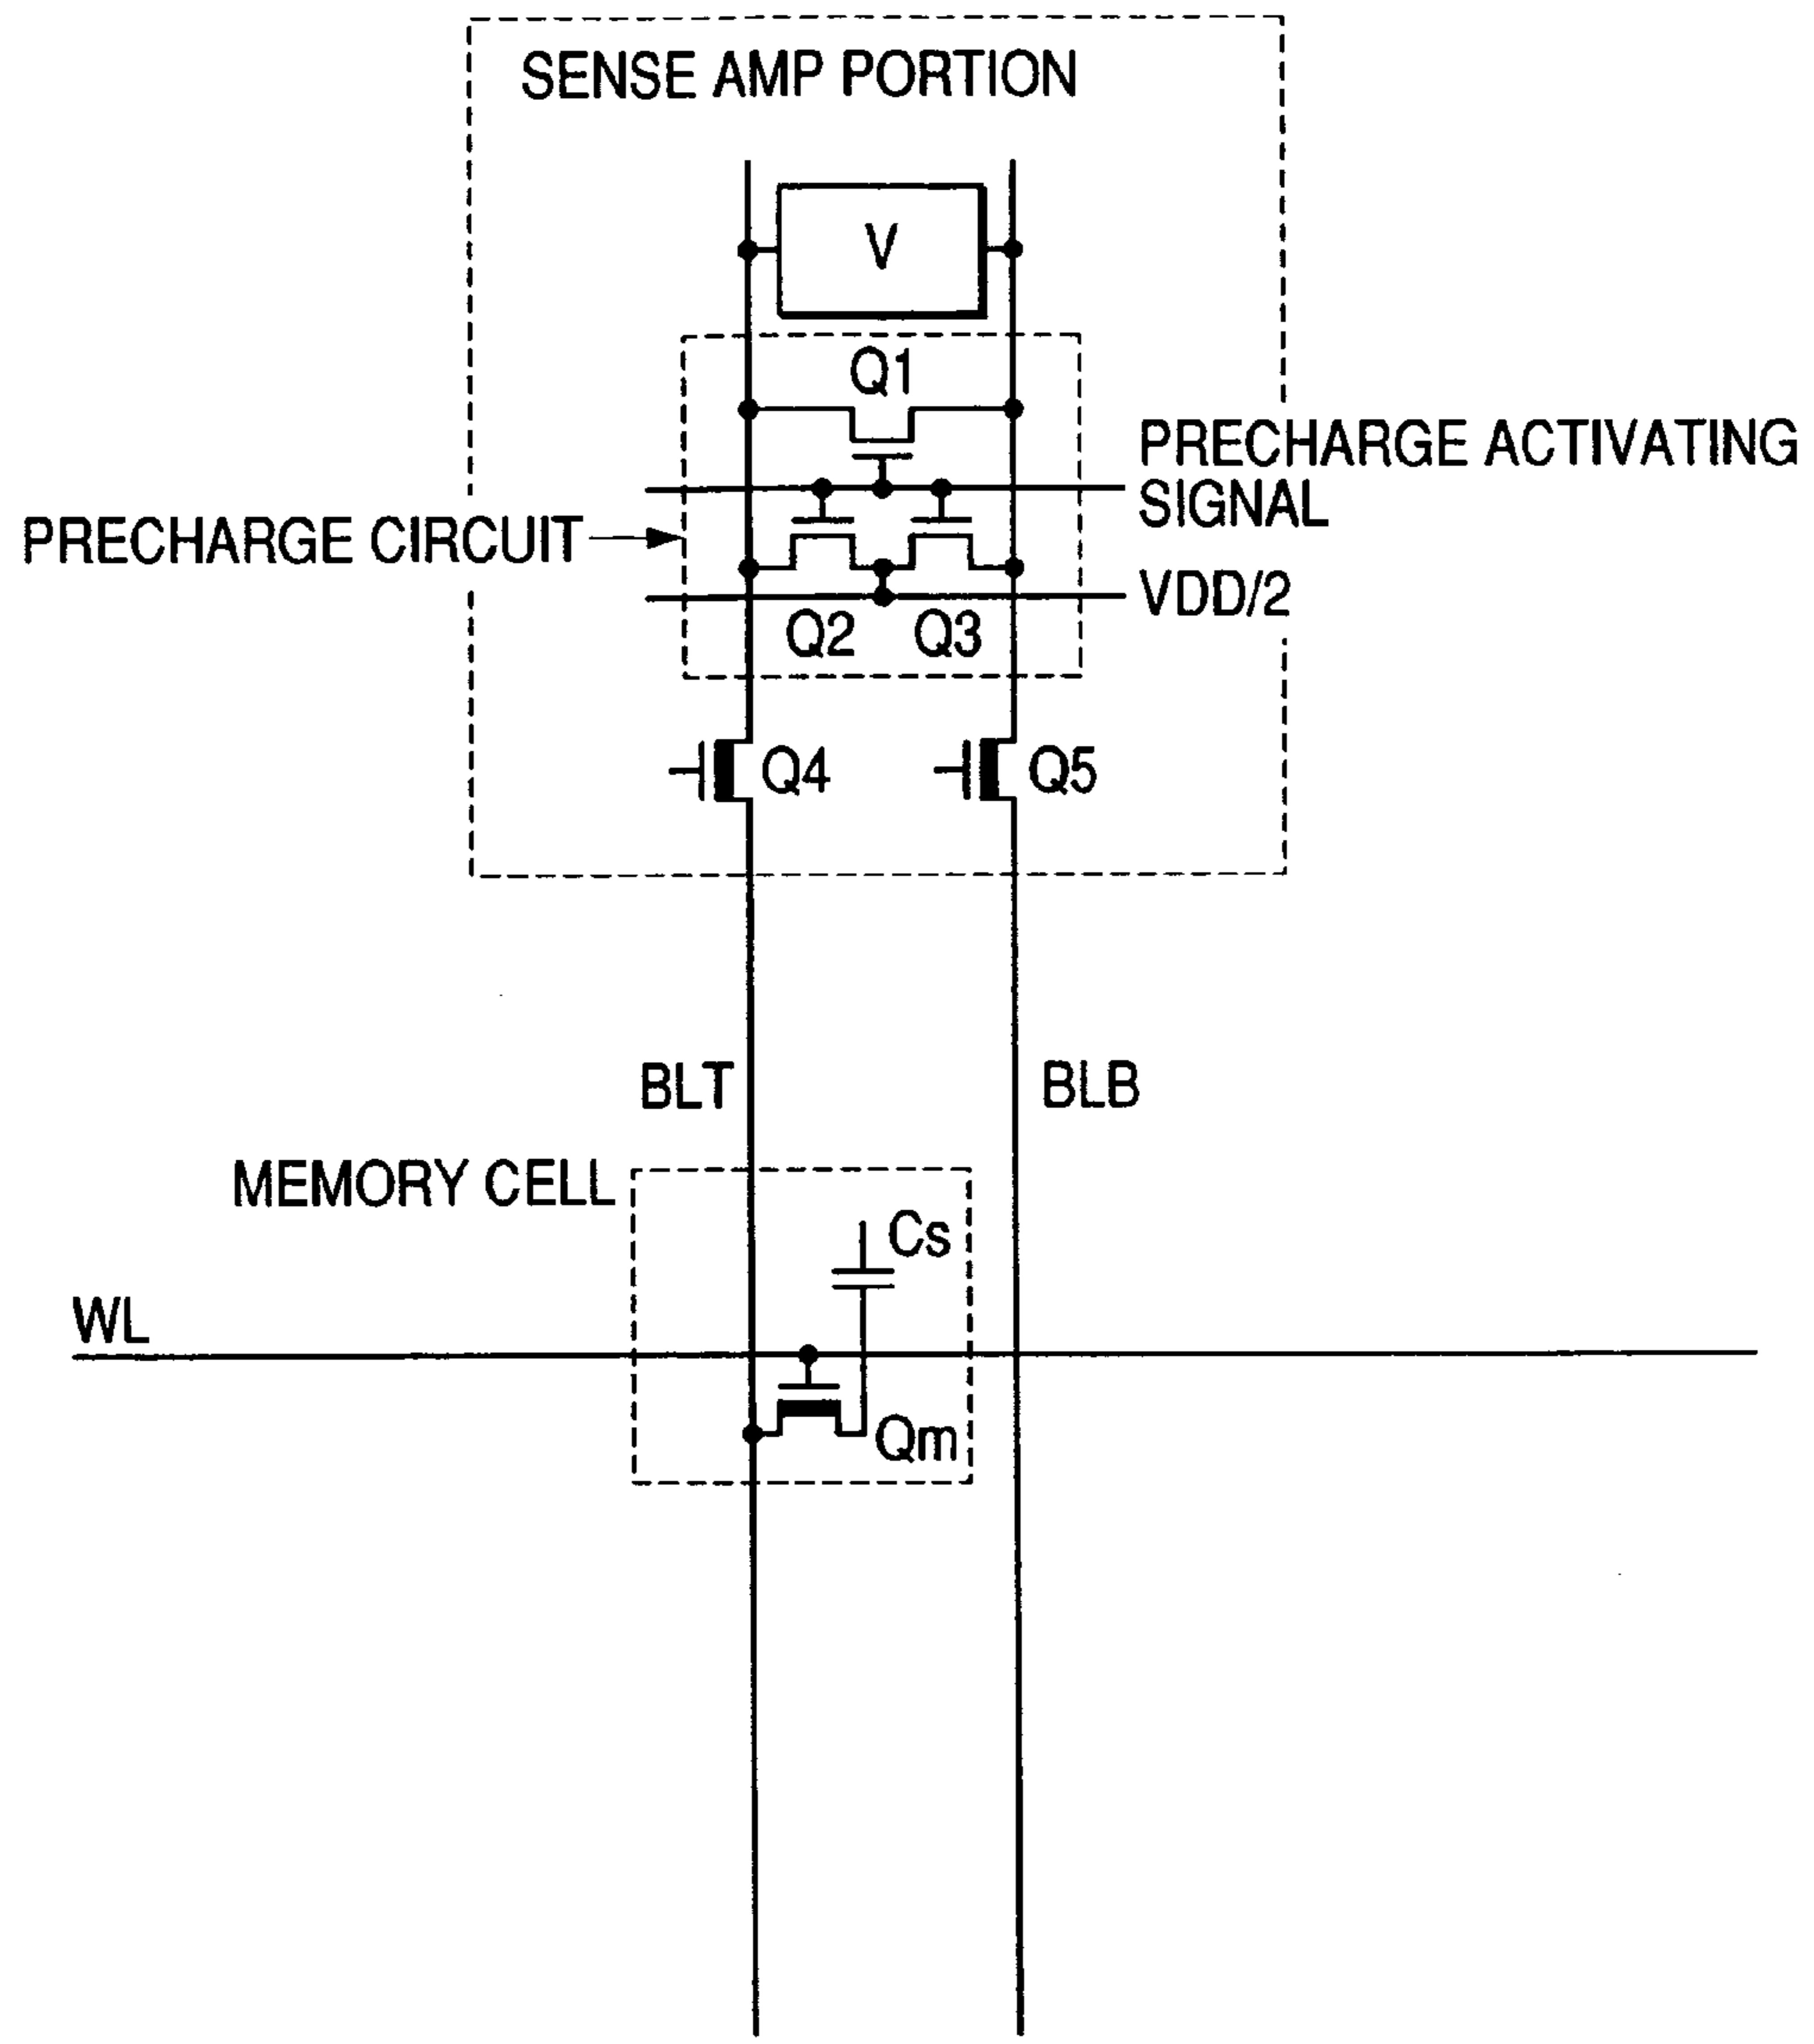 SENSE AMP PORTION
V
Q1
PRECHARGE ACTIVATING
SIGNAL
PRECHARGE CIRCUIT
VDD/2
Q2 Q3
Q4 Q5
BLT BLB
MEMORY CELL
Cs
WL
Qm